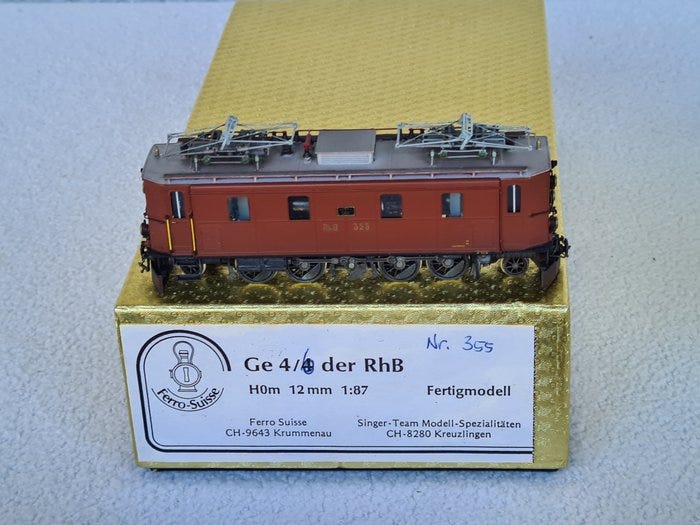 RhB 355
Ge 4/6 der RhB
Nr. 355
H0m 12mm 1:87
Fertigmodell
Ferro-Suisse
Ferro Suisse
CH-9643 Krummenau
Singer-Team Modell-Spezialitäten
CH-8280 Kreuzlingen